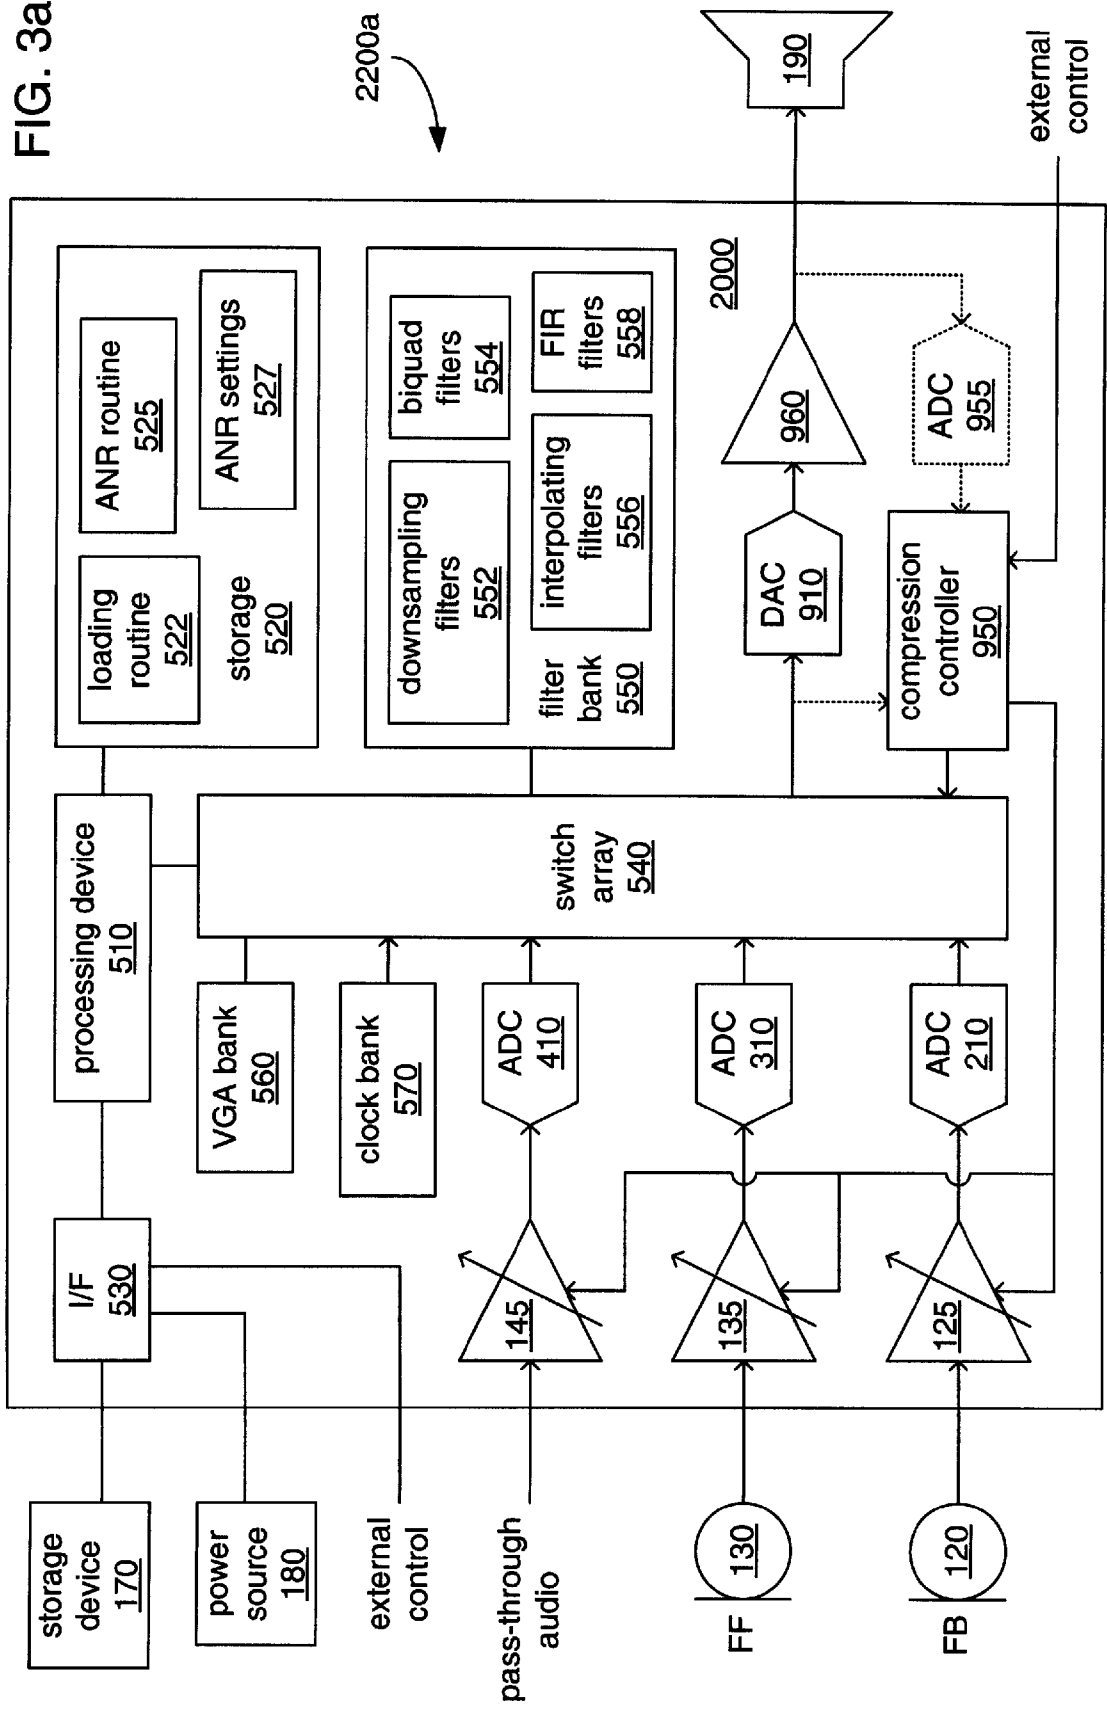 FIG. 3a
2200a
storage
device
170
power
source
180
external
control
pass-through
audio
FF
130
FB
120
I/F
530
processing device
510
loading
routine
522
ANR routine
525
ANR settings
527
storage
520
VGA bank
560
clock bank
570
switch
array
540
downsampling
filters
552
biquad
filters
554
interpolating
filters
556
FIR
filters
558
filter
bank
550
145
ADC
410
135
ADC
310
125
ADC
210
DAC
910
960
2000
190
compression
controller
950
ADC
955
external
control